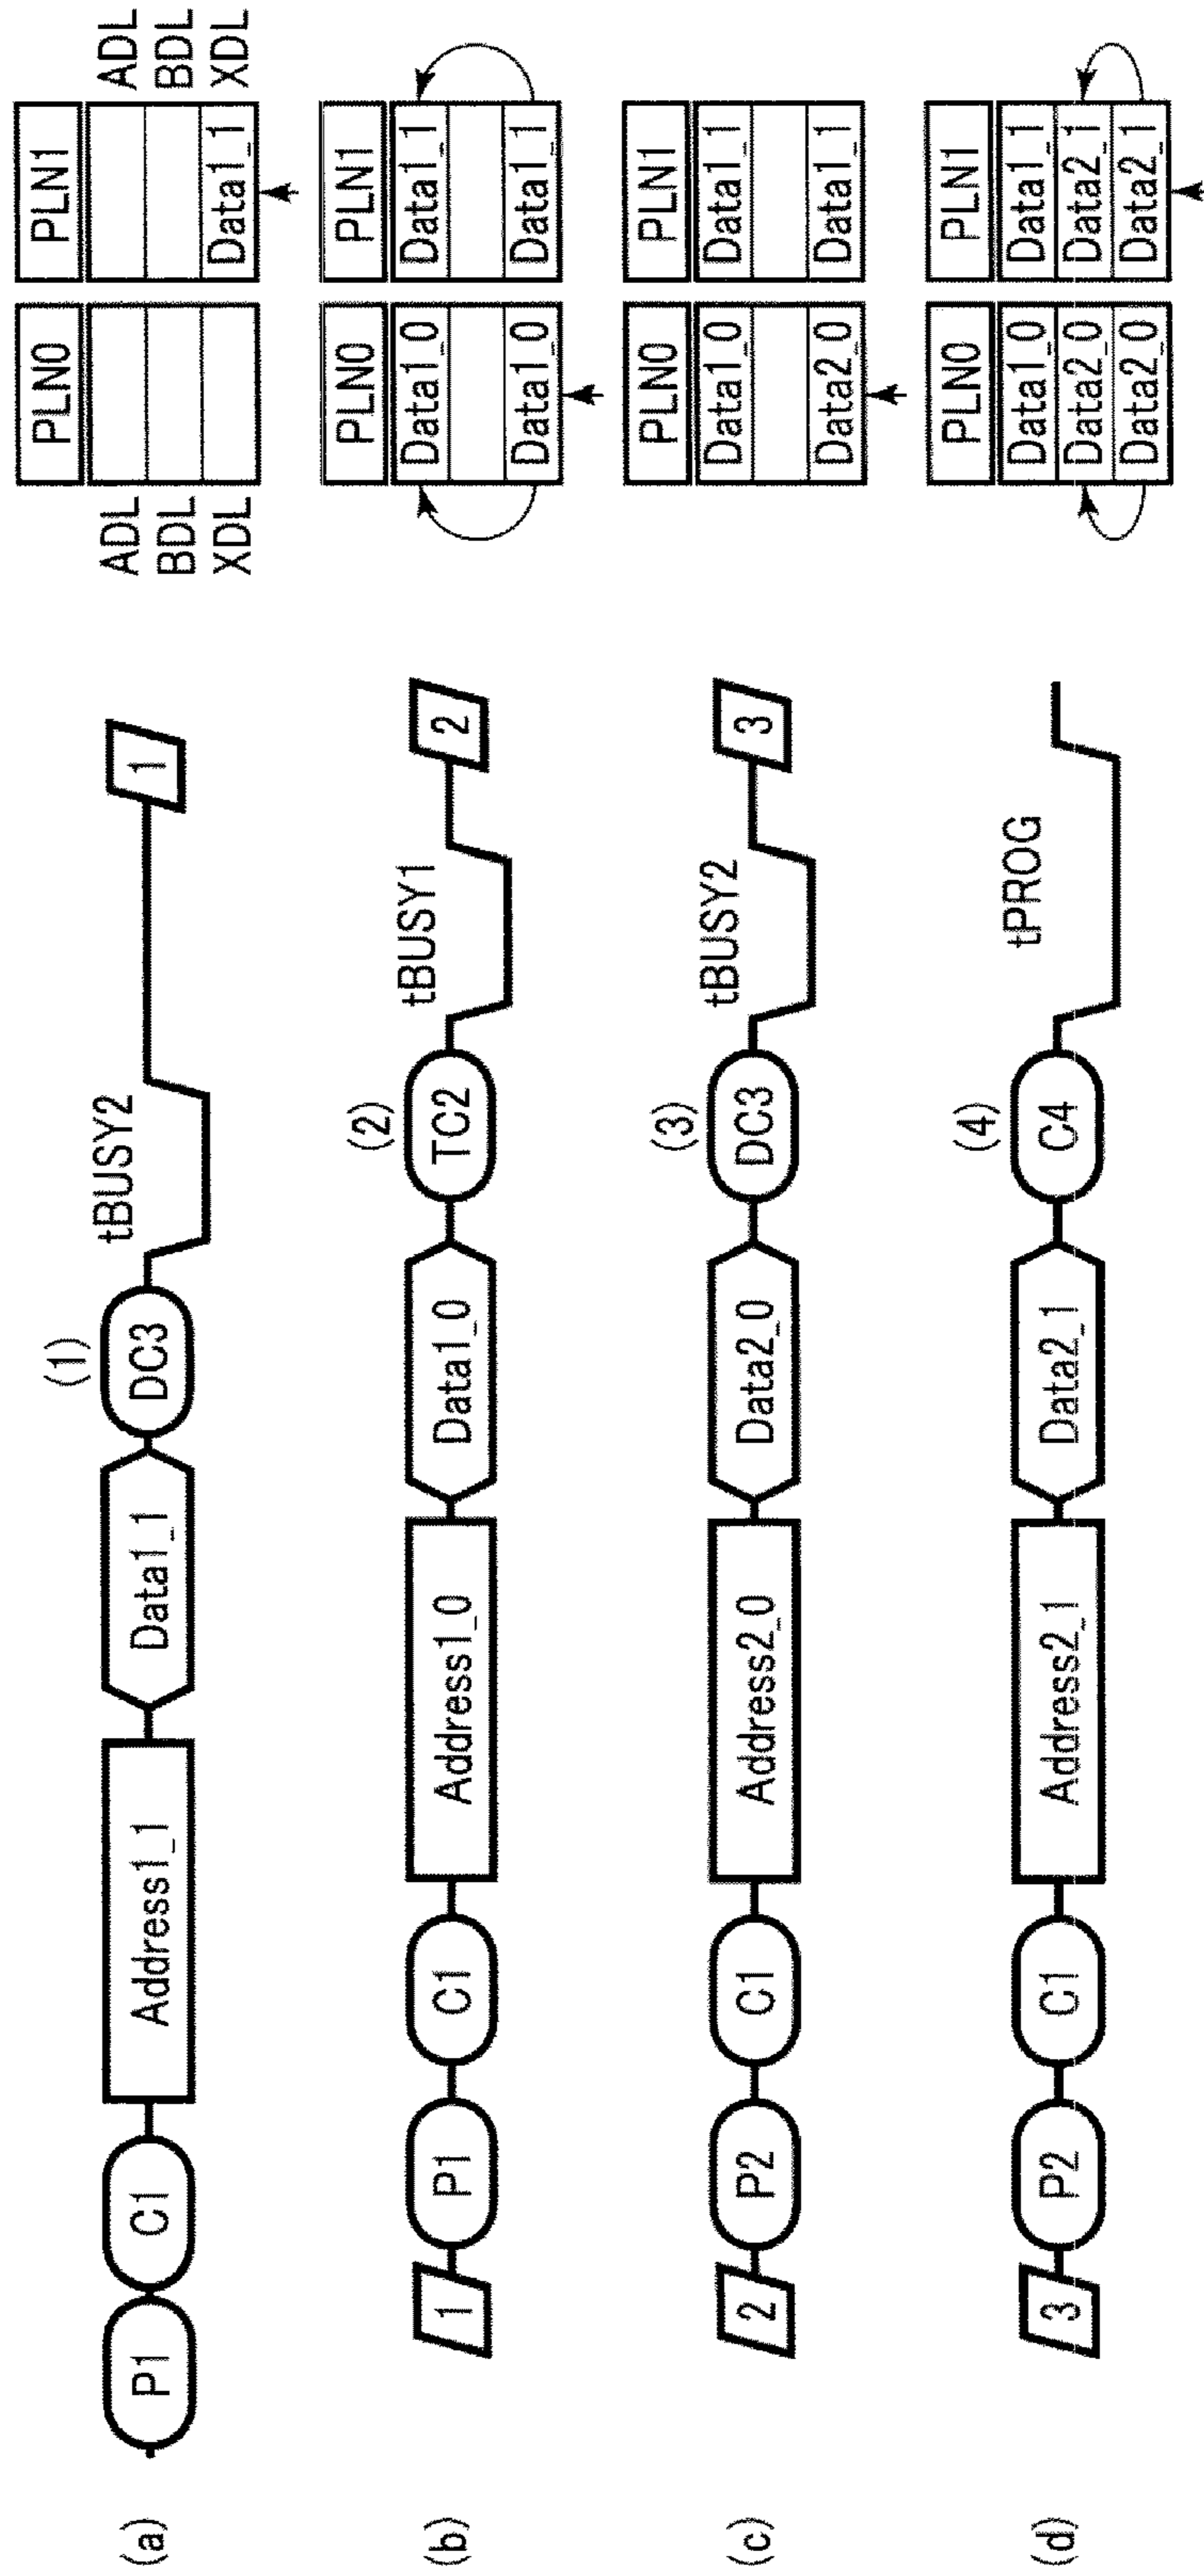 (a) P1 C1 Address1_1 Data1_1 (1) DC3 tBUSY2 1
PLN0 PLN1
ADL ADL
BDL BDL
XDL Data1_1 XDL
(b) 1 P1 C1 Address1_0 Data1_0 (2) TC2 tBUSY1 2
PLN0 PLN1
Data1_0 Data1_1
Data1_0 Data1_1
(c) 2 P2 C1 Address2_0 Data2_0 (3) DC3 tBUSY2 3
PLN0 PLN1
Data1_0 Data1_1
Data2_0 Data1_1
(d) 3 P2 C1 Address2_1 Data2_1 (4) C4 tPROG
PLN0 PLN1
Data1_0 Data1_1
Data2_0 Data2_1
Data2_0 Data2_1